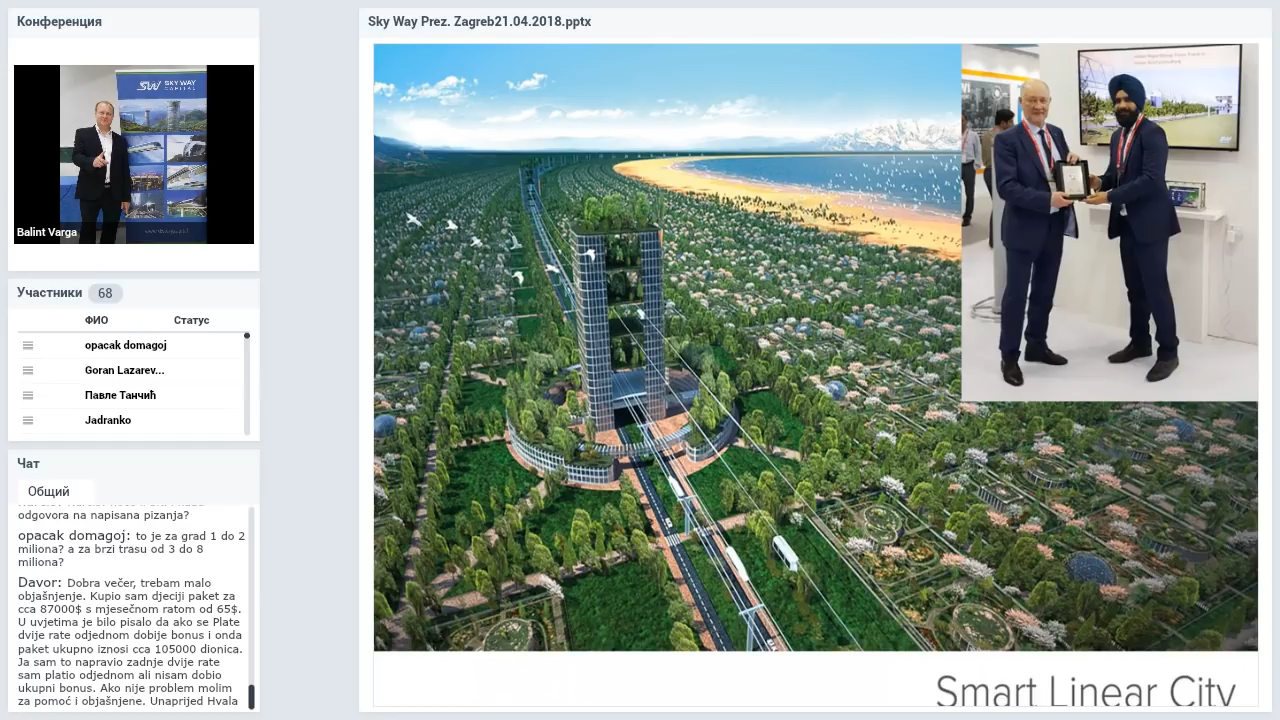 Конференция
SKY WAY
CAPITAL
Balint Varga
Участники 68
ФИО Статус
opacak domagoj
Goran Lazarev...
Павле Танчић
Jadranko
Чат
Общий
odgovora na napisana pizanja?
opacak domagoj: to je za grad 1 do 2
miliona? a za brzi trasu od 3 do 8
miliona?
Davor: Dobra večer, trebam malo
objašnjenje. Kupio sam djeciji paket za
cca 87000$ s mjesečnom ratom od 65$.
U uvjetima je bilo pisalo da ako se Plate
dvije rate odjednom dobije bonus i onda
paket ukupno iznosi cca 105000 dionica.
Ja sam to napravio zadnje dvije rate
sam platio odjednom ali nisam dobio
ukupni bonus. Ako nije problem molim
za pomoć i objašnjene. Unaprijed Hvala
Sky Way Prez. Zagreb21.04.2018.pptx
Smart Linear City